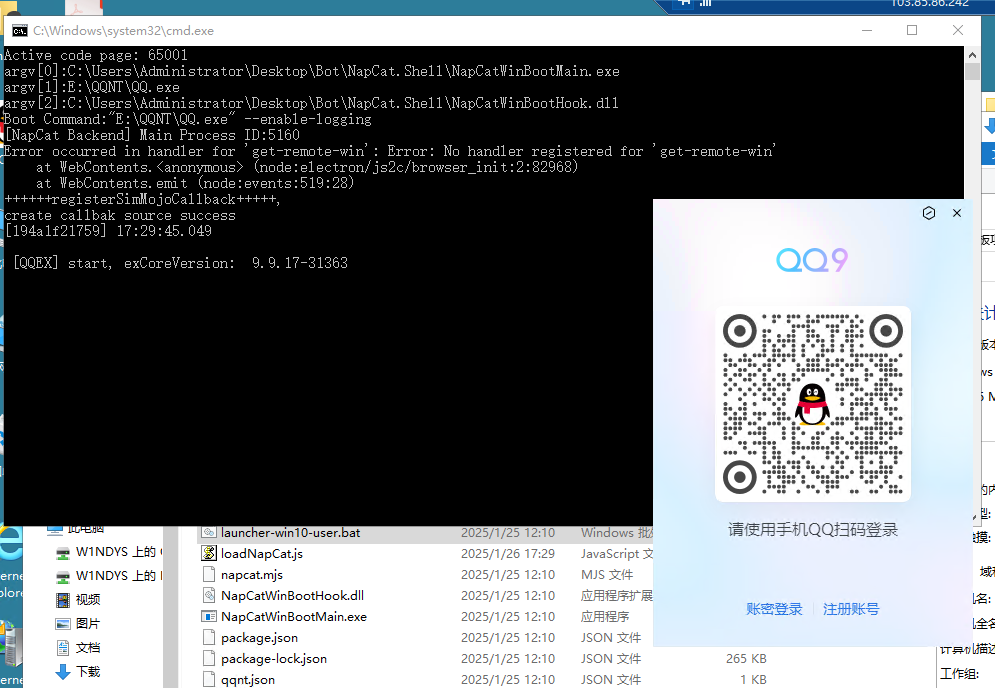 103.85.86.242
C:\Windows\system32\cmd.exe
Active code page: 65001
argv[0]:C:\Users\Administrator\Desktop\Bot\NapCat.Shell\NapCatWinBootMain.exe
argv[1]:E:\QQNT\QQ.exe
argv[2]:C:\Users\Administrator\Desktop\Bot\NapCat.Shell\NapCatWinBootHook.dll
Boot Command:"E:\QQNT\QQ.exe" --enable-logging
[NapCat Backend] Main Process ID:5160
Error occurred in handler for 'get-remote-win': Error: No handler registered for 'get-remote-win'
at WebContents.<anonymous> (node:electron/js2c/browser_init:2:82968)
at WebContents.emit (node:events:519:28)
++++++registerSimMojoCallback+++++,
create callbak source success
[194a1f21759] 17:29:45.049
[QQEX] start, exCoreVersion:  9.9.17-31363
QQ9
请使用手机QQ扫码登录
账密登录 注册账号
此电脑
W1NDYS 上的
W1NDYS 上的
视频
图片
文档
下载
launcher-win10-user.bat 2025/1/25 12:10 Windows 批
loadNapCat.js 2025/1/26 17:29 JavaScript 文
napcat.mjs 2025/1/25 12:10 MJS 文件
NapCatWinBootHook.dll 2025/1/25 12:10 应用程序扩展
NapCatWinBootMain.exe 2025/1/25 12:10 应用程序
package.json 2025/1/25 12:10 JSON 文件
package-lock.json 2025/1/25 12:10 JSON 文件 265 KB
qqnt.json 2025/1/25 12:10 JSON 文件 1 KB
计算机描述
工作组: